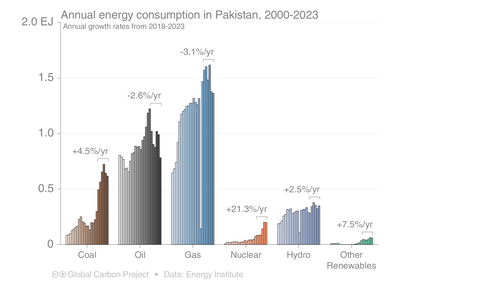 Annual energy consumption in Pakistan, 2000-2023
2.0 EJ
Annual growth rates from 2018-2023
-3.1%/yr
1.5
-2.6%/yr
1.0
+4.5%/yr
0.5
+21.3%/yr
+2.5%/yr
+7.5%/yr
0
Coal
Oil
Gas
Nuclear
Hydro
Other
Renewables
Global Carbon Project • Data: Energy Institute